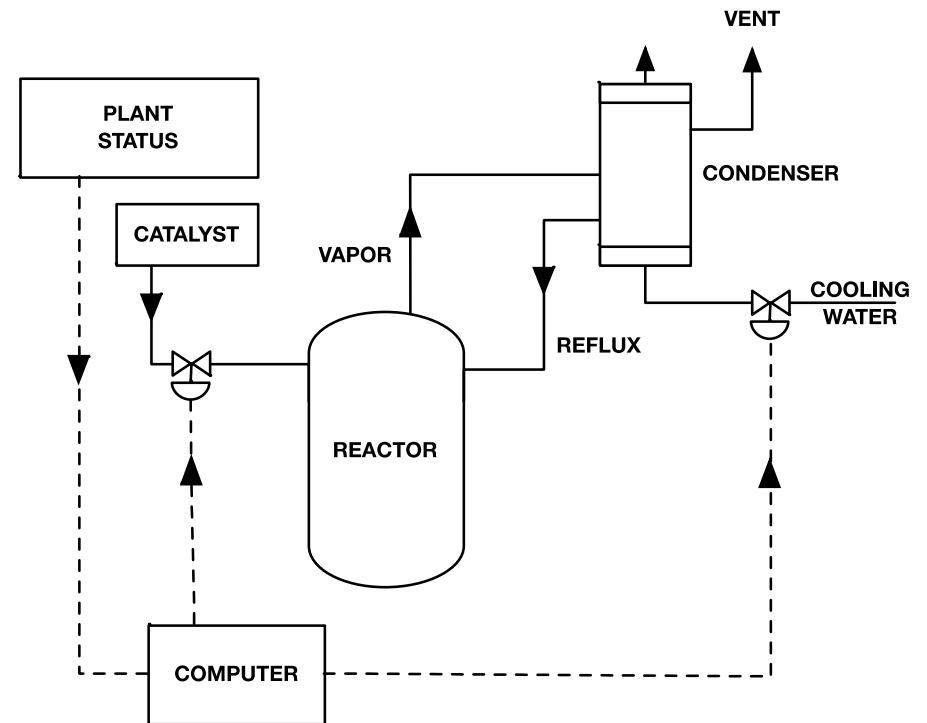 VENT
PLANT
STATUS
CONDENSER
CATALYST
VAPOR
COOLING
WATER
REFLUX
REACTOR
COMPUTER